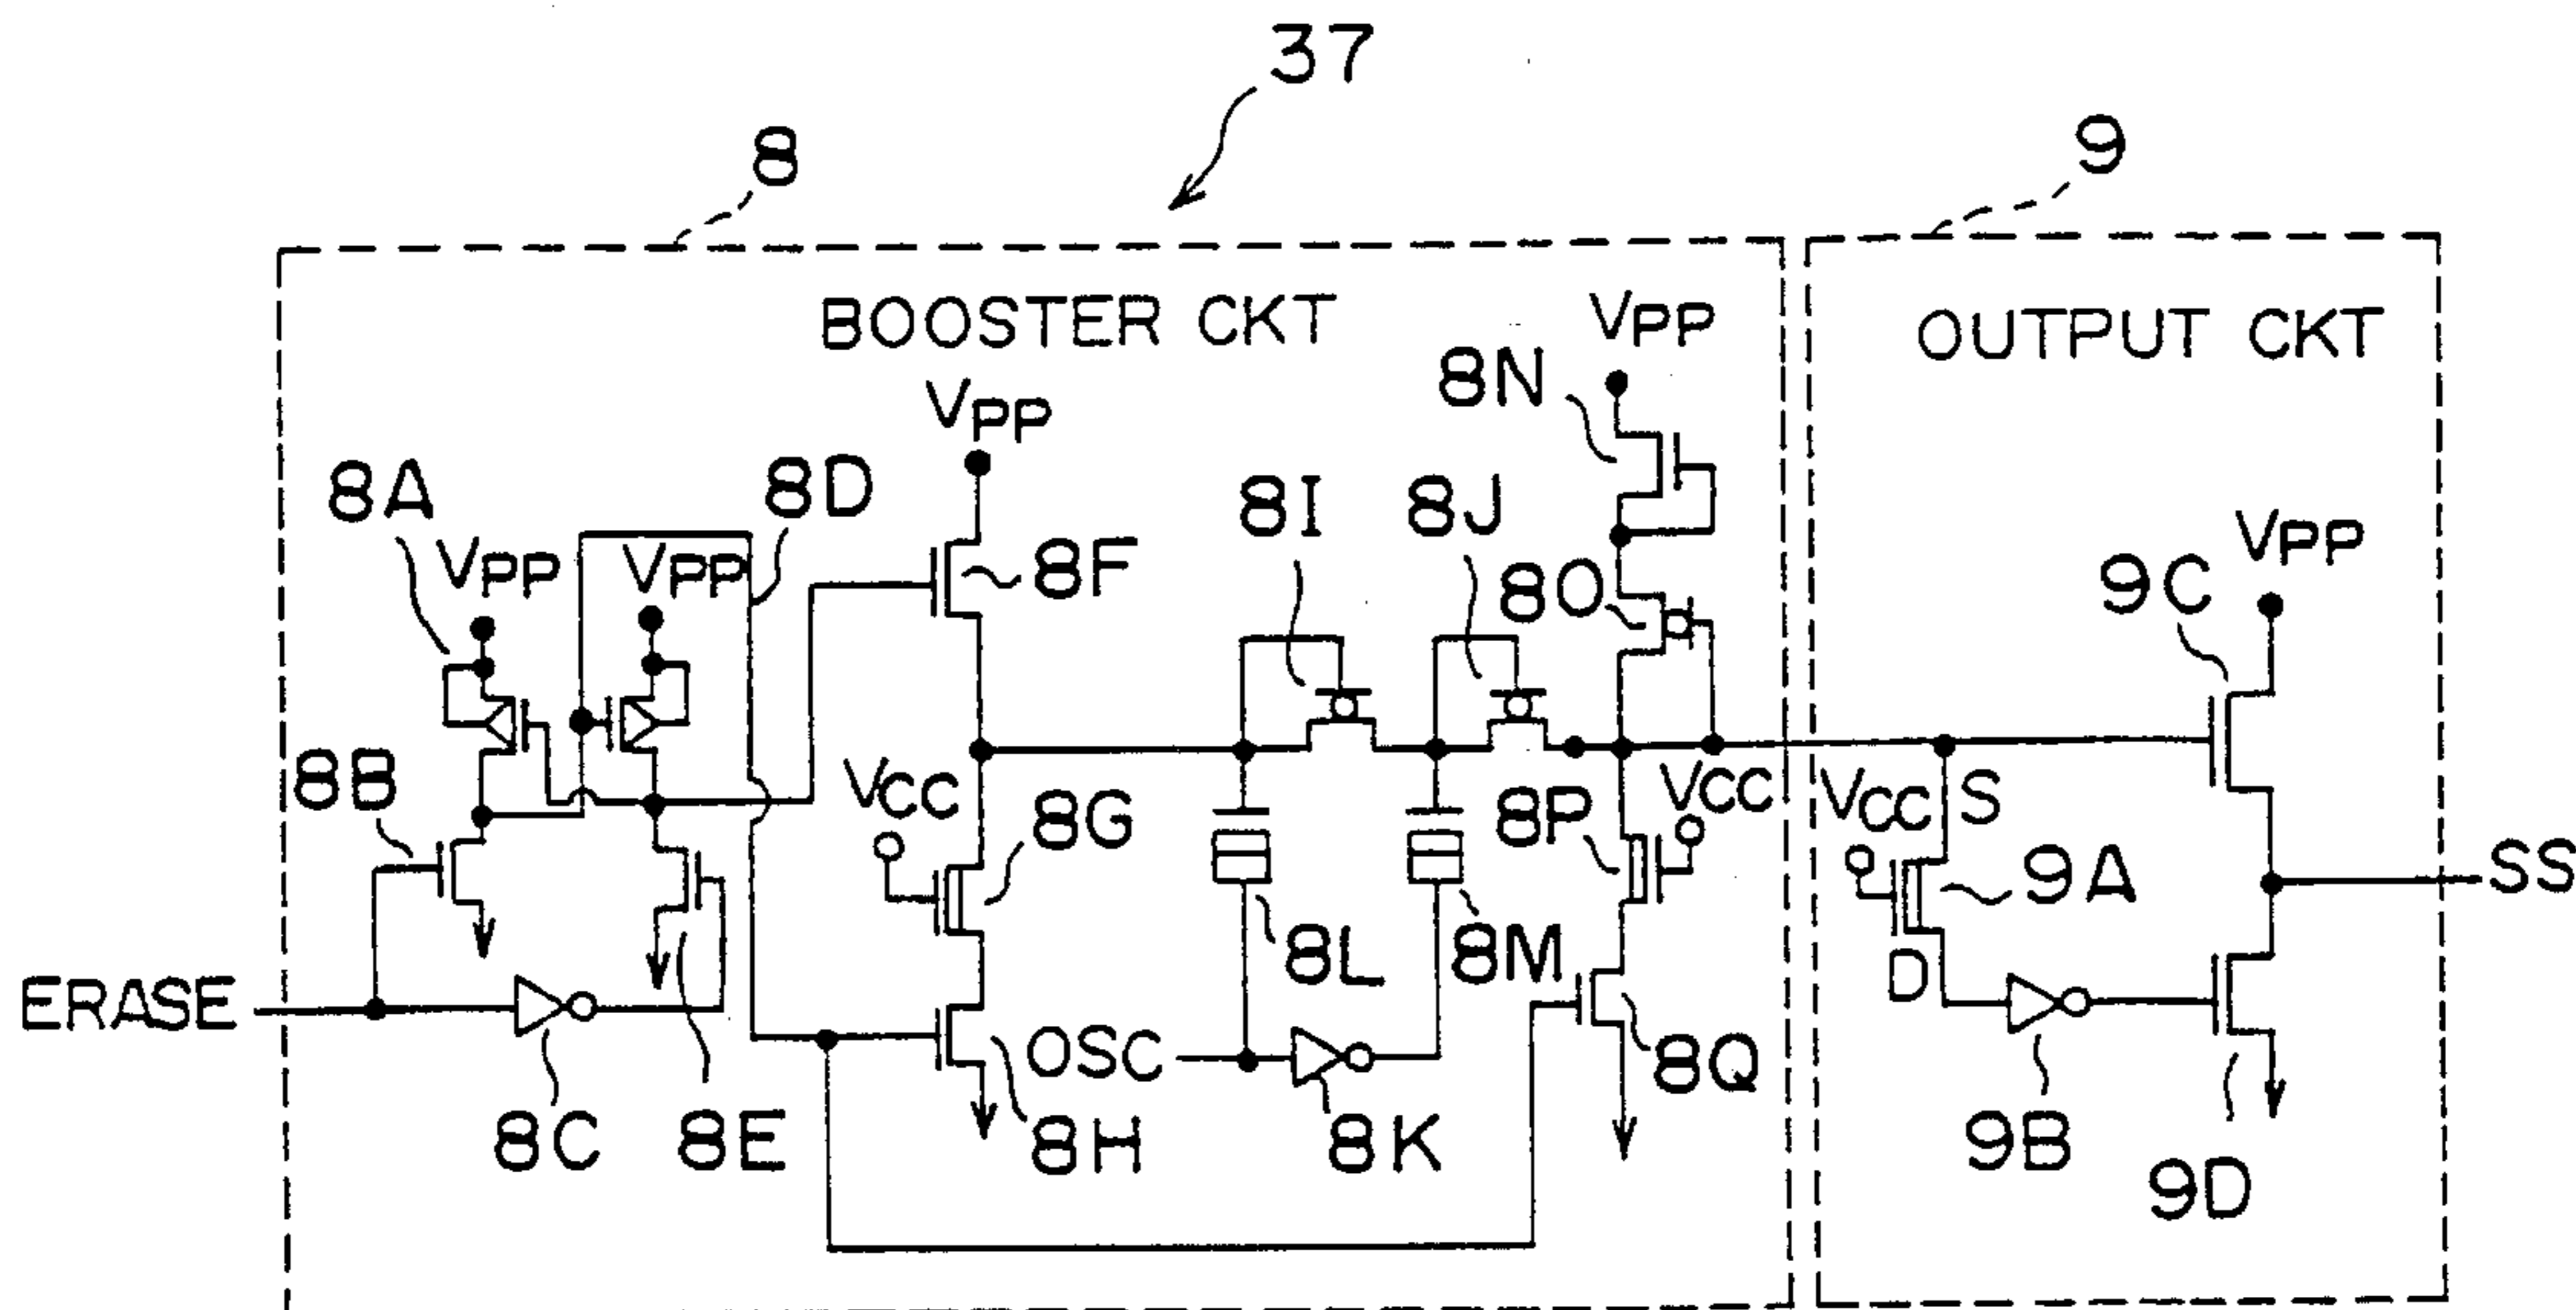 37
8
9
BOOSTER CKT
OUTPUT CKT
VPP
8N
VPP
8A
8D
8I
8J
VPP
VPP
VPP
8F
8O
9C
VPP
8B
VCC
8G
8P
VCC
VCC
S
9A
SS
ERASE
8L
8M
D
OSC
8Q
8C
8E
8H
8K
9B
9D